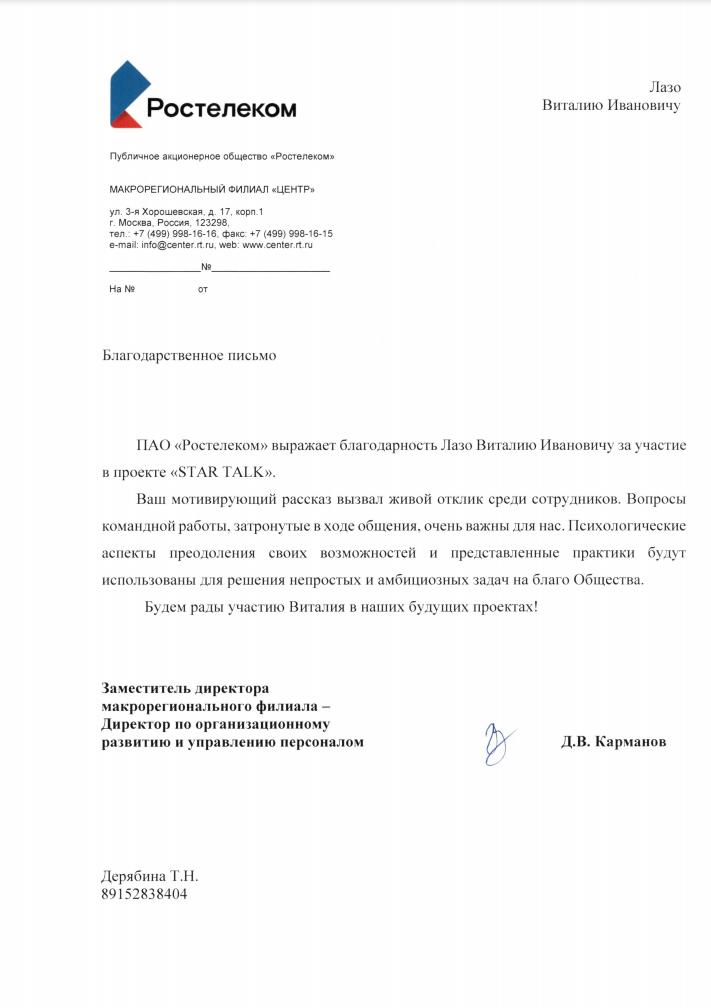 Ростелеком
Лазо
Виталию Ивановичу
Публичное акционерное общество «Ростелеком»
МАКРОРЕГИОНАЛЬНЫЙ ФИЛИАЛ «ЦЕНТР»
ул. 3-я Хорошевская, д. 17, корп.1
г. Москва, Россия, 123298,
тел.: +7 (499) 998-16-16, факс: +7 (499) 998-16-15
e-mail: info@center.rt.ru, web: www.center.rt.ru
_________________№______________________
На № от
Благодарственное письмо
ПАО «Ростелеком» выражает благодарность Лазо Виталию Ивановичу за участие
в проекте «STAR TALK».
Ваш мотивирующий рассказ вызвал живой отклик среди сотрудников. Вопросы
командной работы, затронутые в ходе общения, очень важны для нас. Психологические
аспекты преодоления своих возможностей и представленные практики будут
использованы для решения непростых и амбициозных задач на благо Общества.
Будем рады участию Виталия в наших будущих проектах!
Заместитель директора
макрорегионального филиала –
Директор по организационному
развитию и управлению персоналом
Д.В. Карманов
Дерябина Т.Н.
89152838404